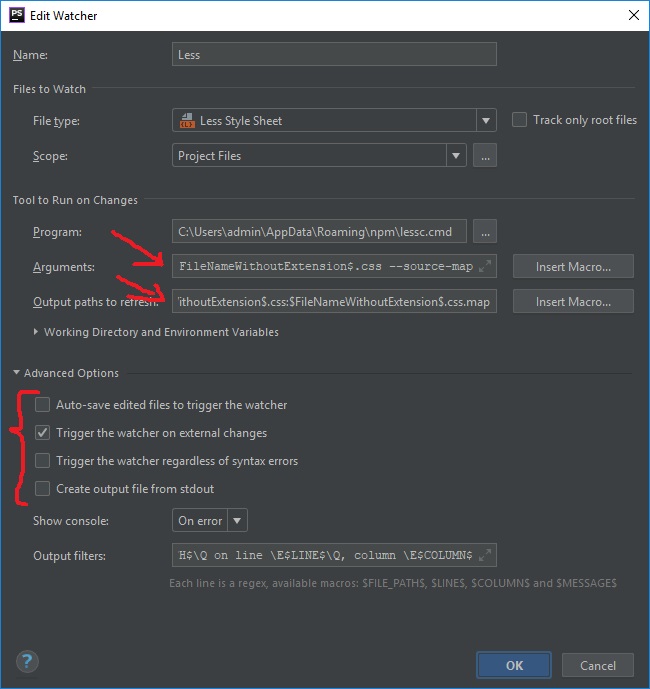 PS Edit Watcher
Name: Less
Files to Watch
File type: Less Style Sheet Track only root files
Scope: Project Files ...
Tool to Run on Changes
Program: C:\Users\admin\AppData\Roaming\npm\lessc.cmd ...
Arguments: FileNameWithoutExtension$.css --source-map Insert Macro...
Output paths to refresh: ithoutExtension$.css:$FileNameWithoutExtension$.css.map Insert Macro...
Working Directory and Environment Variables
Advanced Options
Auto-save edited files to trigger the watcher
Trigger the watcher on external changes
Trigger the watcher regardless of syntax errors
Create output file from stdout
Show console: On error
Output filters: H$\Q on line \E$LINE$\Q, column \E$COLUMN$
Each line is a regex, available macros: $FILE_PATH$, $LINE$, $COLUMN$ and $MESSAGE$
? OK Cancel